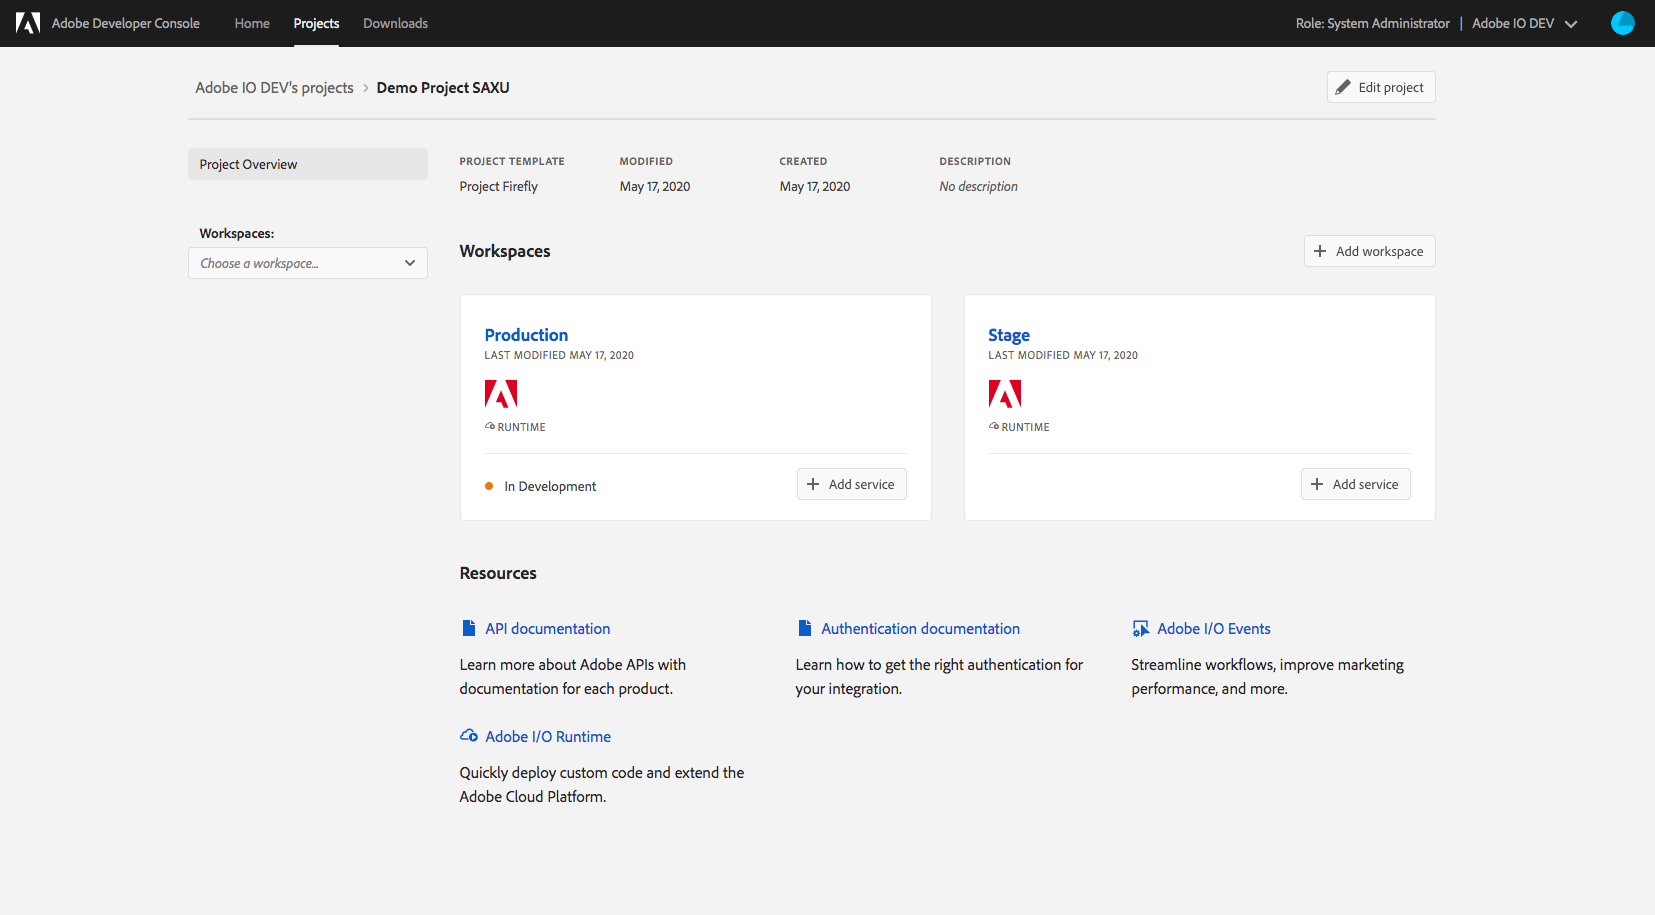 Adobe Developer Console Home Projects Downloads Role: System Administrator | Adobe IO DEV
Adobe IO DEV's projects > Demo Project SAXU Edit project
Project Overview
PROJECT TEMPLATE MODIFIED CREATED DESCRIPTION
Project Firefly May 17, 2020 May 17, 2020 No description
Workspaces:
Choose a workspace...
Workspaces Add workspace
Production
LAST MODIFIED MAY 17, 2020
RUNTIME
In Development Add service
Stage
LAST MODIFIED MAY 17, 2020
RUNTIME
Add service
Resources
API documentation
Learn more about Adobe APIs with
documentation for each product.
Authentication documentation
Learn how to get the right authentication for
your integration.
Adobe I/O Events
Streamline workflows, improve marketing
performance, and more.
Adobe I/O Runtime
Quickly deploy custom code and extend the
Adobe Cloud Platform.